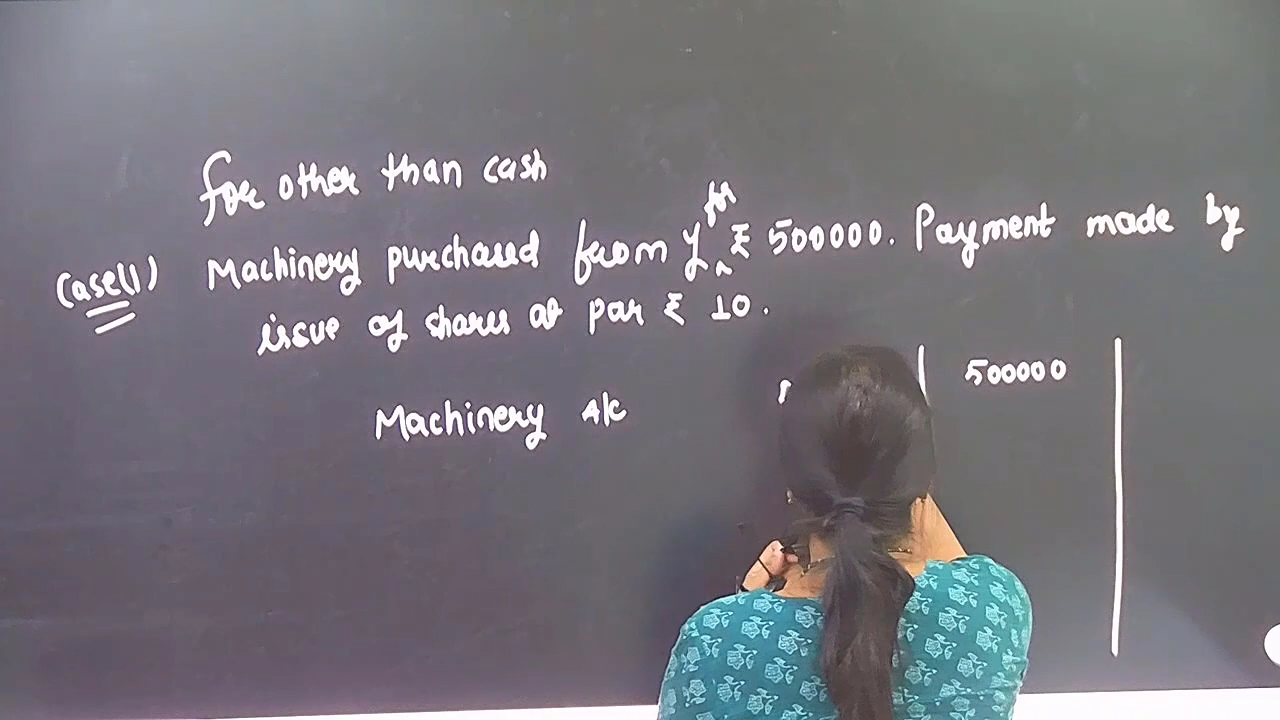 for other than cash
Case(1) Machinery purchased from Y for ₹ 500000. Payment made by
issue of shares at par ₹ 10.
Machinery A/c 500000